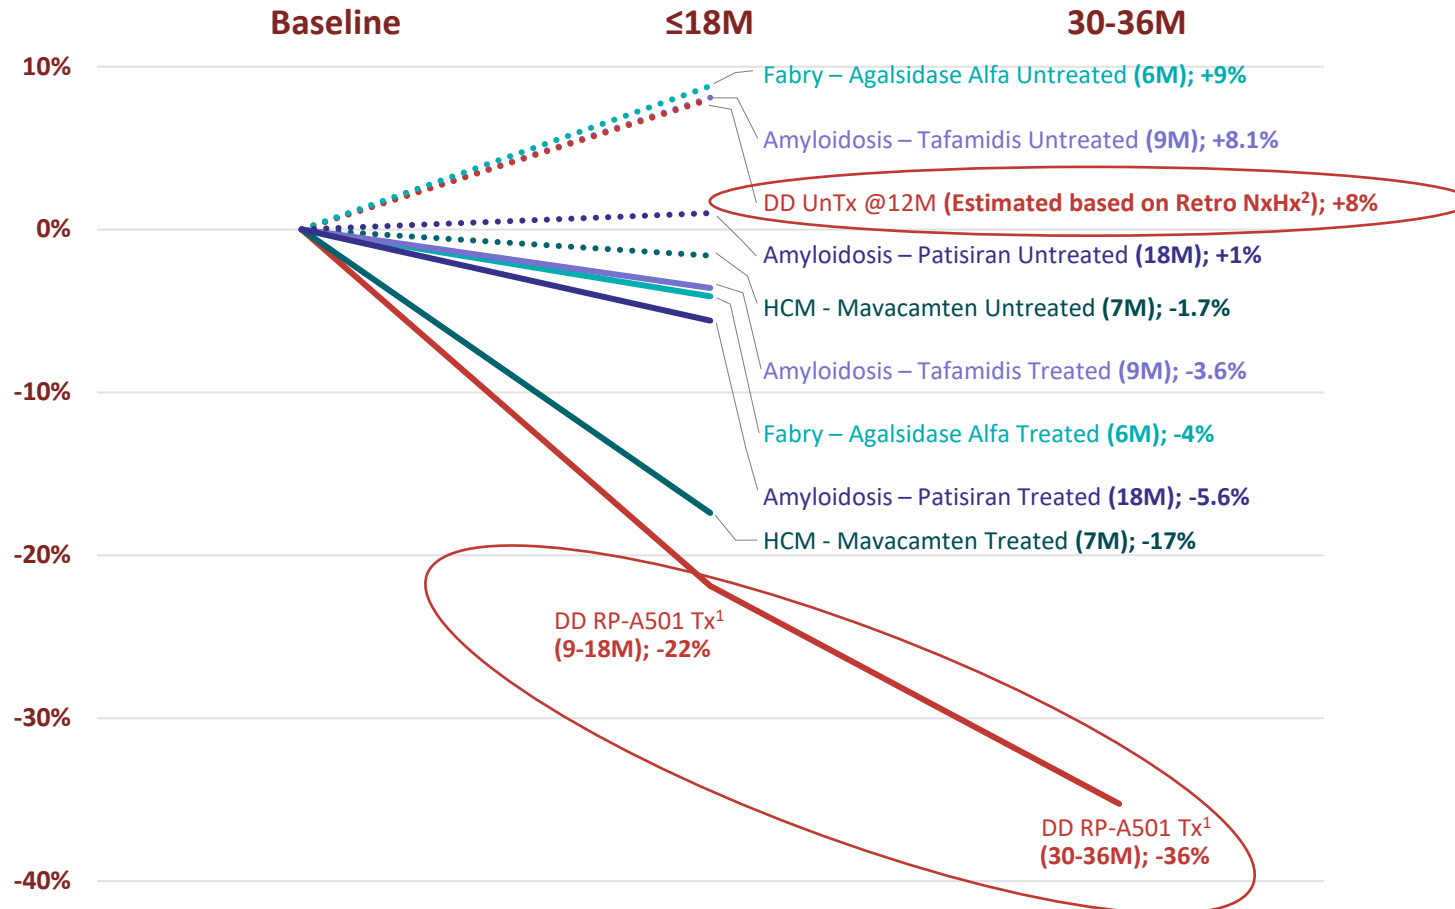 Baseline ≤18M 30-36M
10%
Fabry – Agalsidase Alfa Untreated (6M); +9%
Amyloidosis – Tafamidis Untreated (9M); +8.1%
DD UnTx @12M (Estimated based on Retro NxHx²); +8%
0%
Amyloidosis – Patisiran Untreated (18M); +1%
HCM - Mavacamten Untreated (7M); -1.7%
Amyloidosis – Tafamidis Treated (9M); -3.6%
-10%
Fabry – Agalsidase Alfa Treated (6M); -4%
Amyloidosis – Patisiran Treated (18M); -5.6%
HCM - Mavacamten Treated (7M); -17%
-20%
DD RP-A501 Tx¹
(9-18M); -22%
-30%
DD RP-A501 Tx¹
(30-36M); -36%
-40%